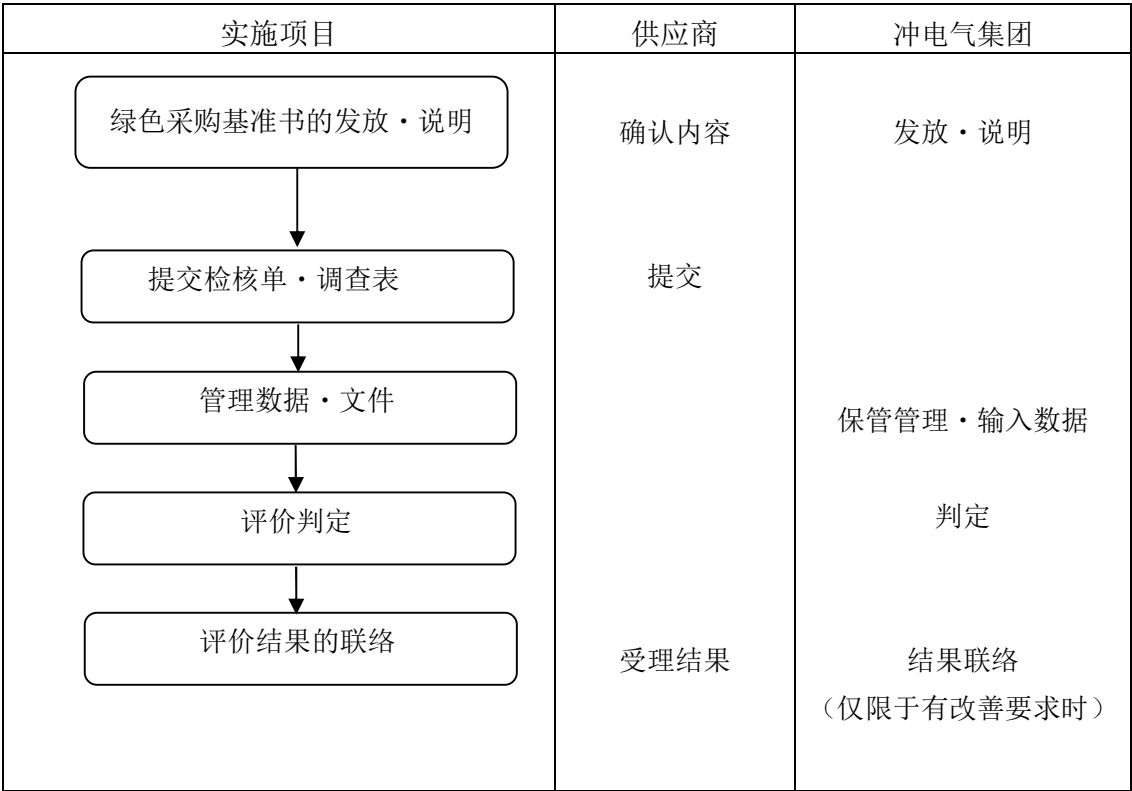 实施项目 供应商 冲电气集团
绿色采购基准书的发放・说明 确认内容 发放・说明
提交检核单・调查表 提交
管理数据・文件 保管管理・输入数据
评价判定 判定
评价结果的联络 受理结果 结果联络
（仅限于有改善要求时）